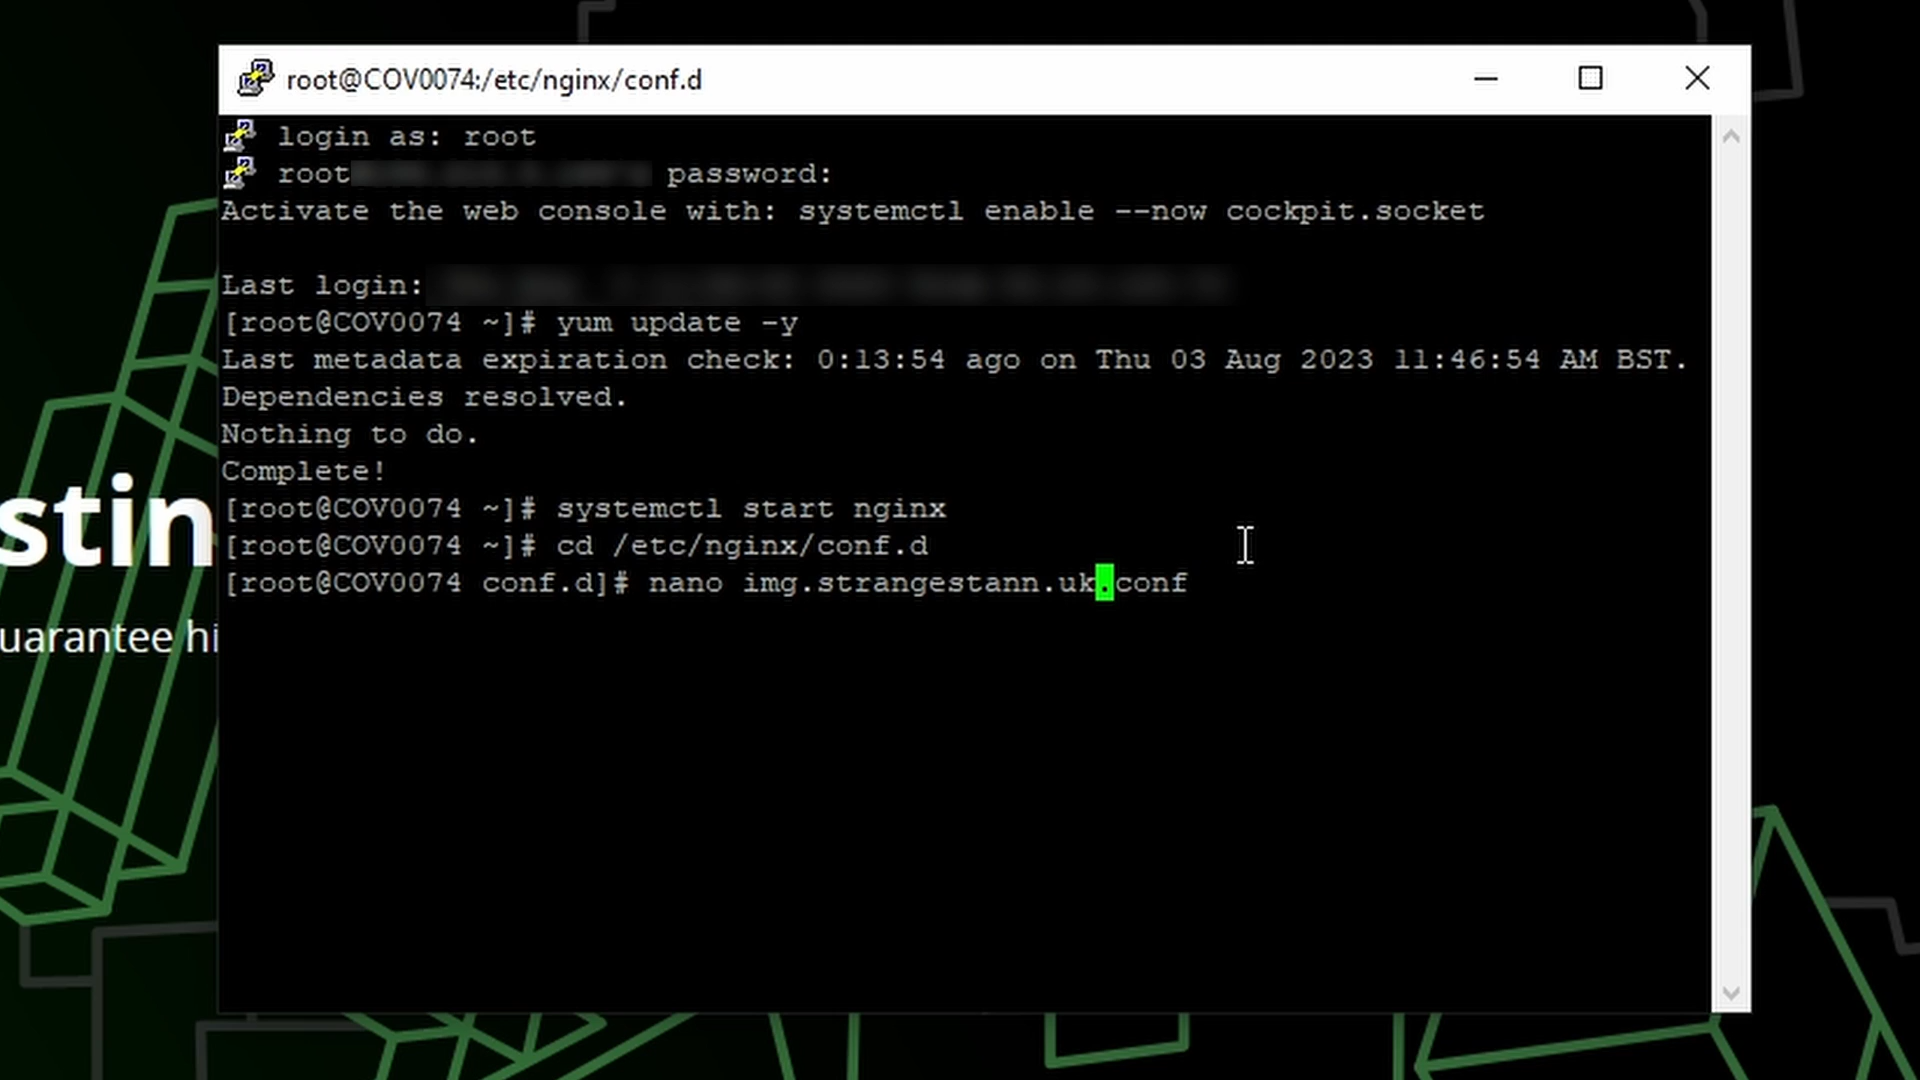 root@COV0074:/etc/nginx/conf.d
login as: root
root password:
Activate the web console with: systemctl enable --now cockpit.socket
Last login:
[root@COV0074 ~]# yum update -y
Last metadata expiration check: 0:13:54 ago on Thu 03 Aug 2023 11:46:54 AM BST.
Dependencies resolved.
Nothing to do.
Complete!
[root@COV0074 ~]# systemctl start nginx
[root@COV0074 ~]# cd /etc/nginx/conf.d
[root@COV0074 conf.d]# nano img.strangestann.uk.conf
stin
uarantee hi